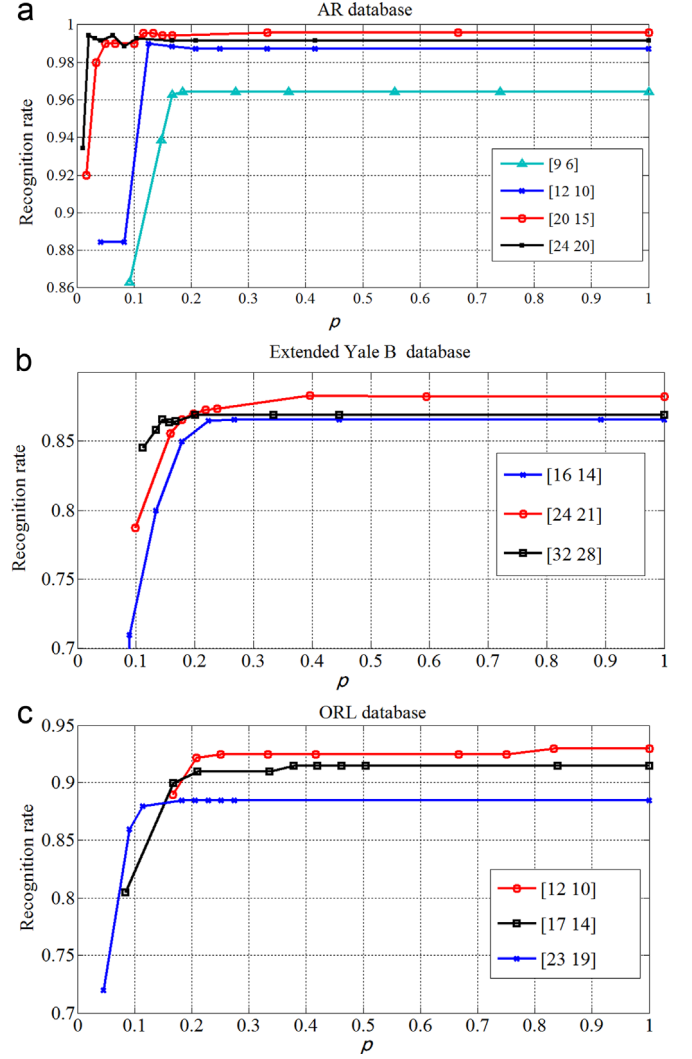 a
AR database
Recognition rate
1
0.98
0.96
0.94
0.92
0.9
0.88
0.86
[9 6]
[12 10]
[20 15]
[24 20]
0 0.1 0.2 0.3 0.4 0.5 0.6 0.7 0.8 0.9 1
p
b
Extended Yale B database
Recognition rate
0.85
0.8
0.75
0.7
[16 14]
[24 21]
[32 28]
0 0.1 0.2 0.3 0.4 0.5 0.6 0.7 0.8 0.9 1
p
c
ORL database
Recognition rate
0.95
0.9
0.85
0.8
0.75
0.7
[12 10]
[17 14]
[23 19]
0 0.1 0.2 0.3 0.4 0.5 0.6 0.7 0.8 0.9 1
p